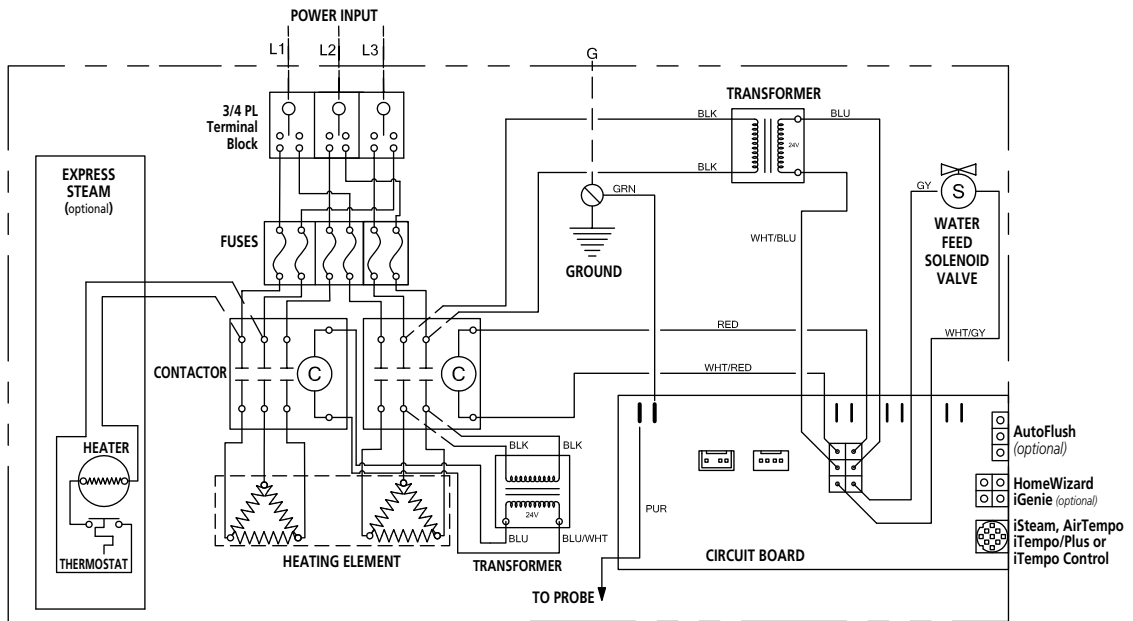 POWER INPUT
L1
L2
L3
G
3/4 PL
Terminal
Block
TRANSFORMER
BLK
BLU
24V
BLK
EXPRESS
STEAM
(optional)
GRN
GY
S
WATER
FEED
SOLENOID
VALVE
FUSES
WHT/BLU
GROUND
RED
WHT/GY
CONTACTOR
C
C
WHT/RED
HEATER
BLK
BLK
AutoFlush
(optional)
HomeWizard
iGenie (optional)
24V
PUR
iSteam, AirTempo
iTempo/Plus or
iTempo Control
THERMOSTAT
HEATING ELEMENT
BLU
BLU/WHT
TRANSFORMER
CIRCUIT BOARD
TO PROBE